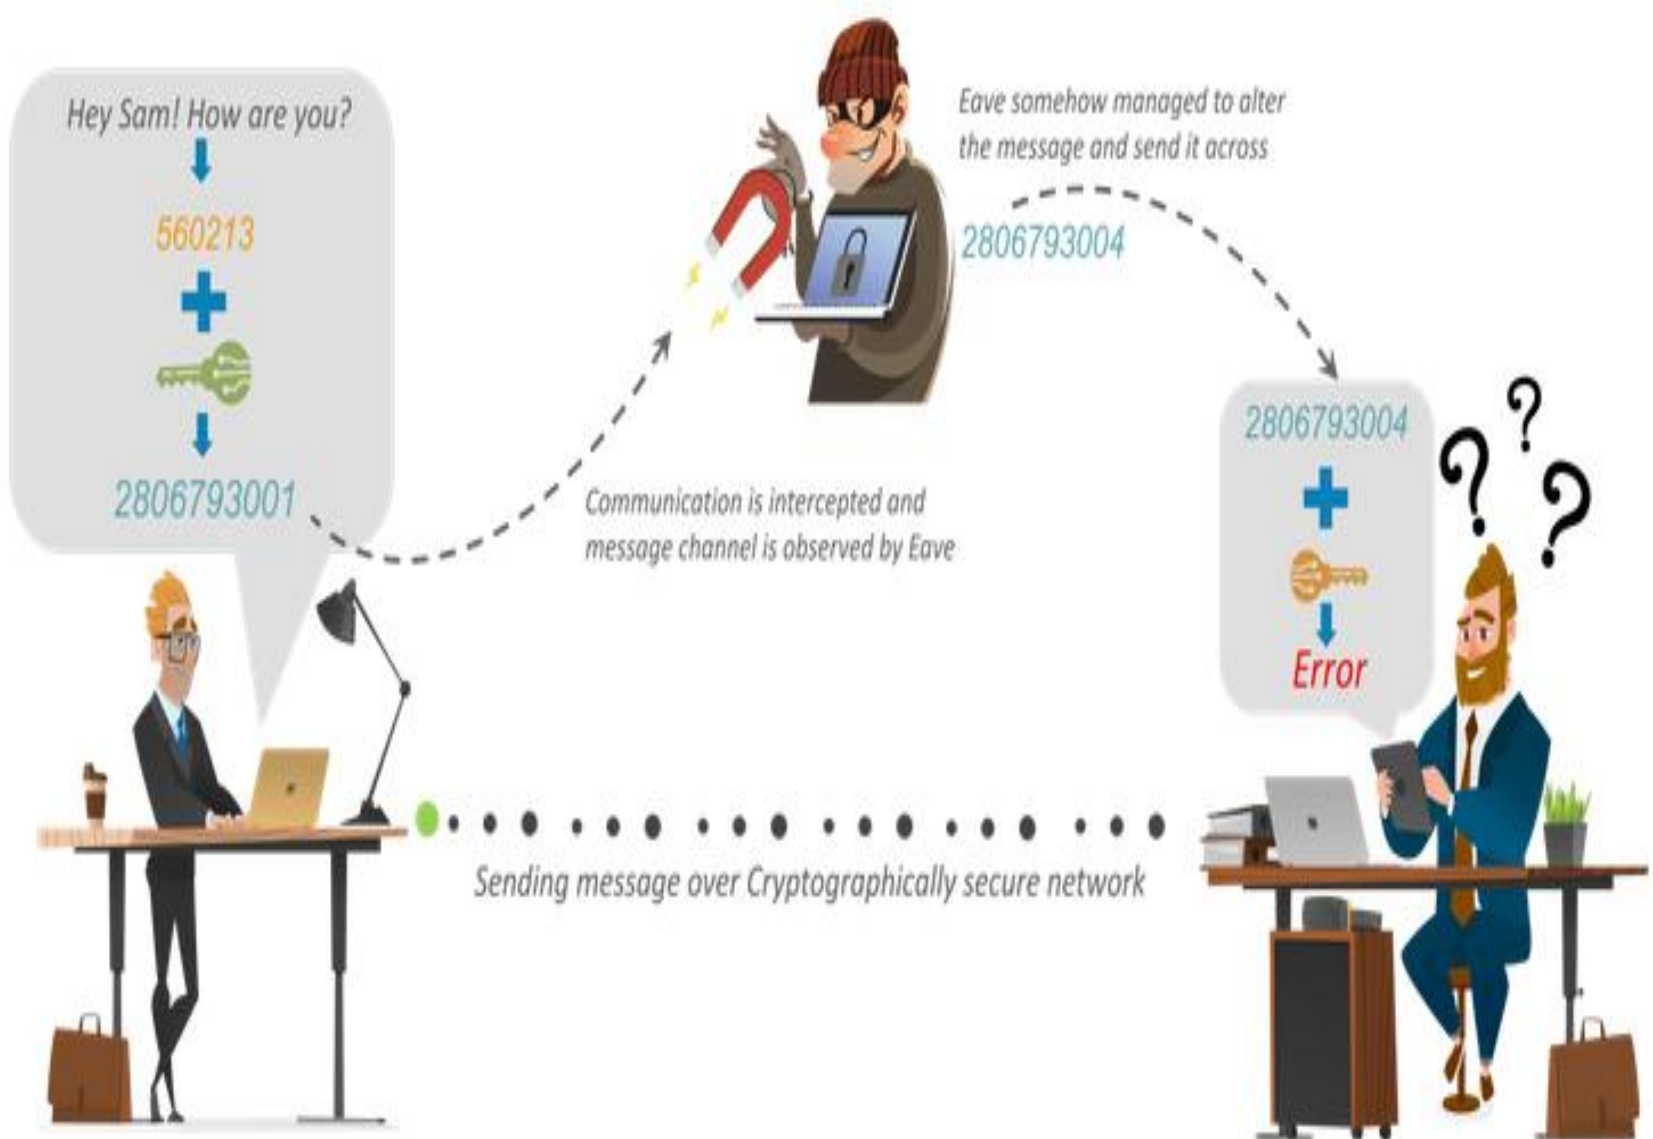 Hey Sam! How are you?
560213
2806793001
Eave somehow managed to alter
the message and send it across
2806793004
Communication is intercepted and
message channel is observed by Eave
2806793004
Error
Sending message over Cryptographically secure network